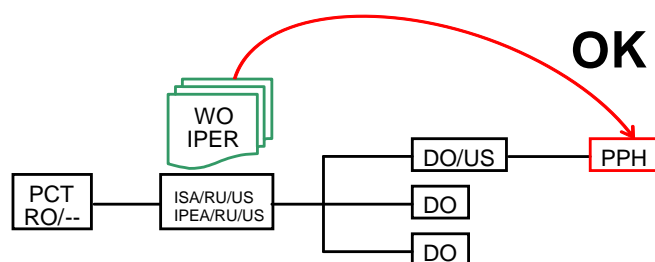 OK
WO
IPER
DO/US
PPH
PCT
RO/--
ISA/RU/US
IPEA/RU/US
DO
DO